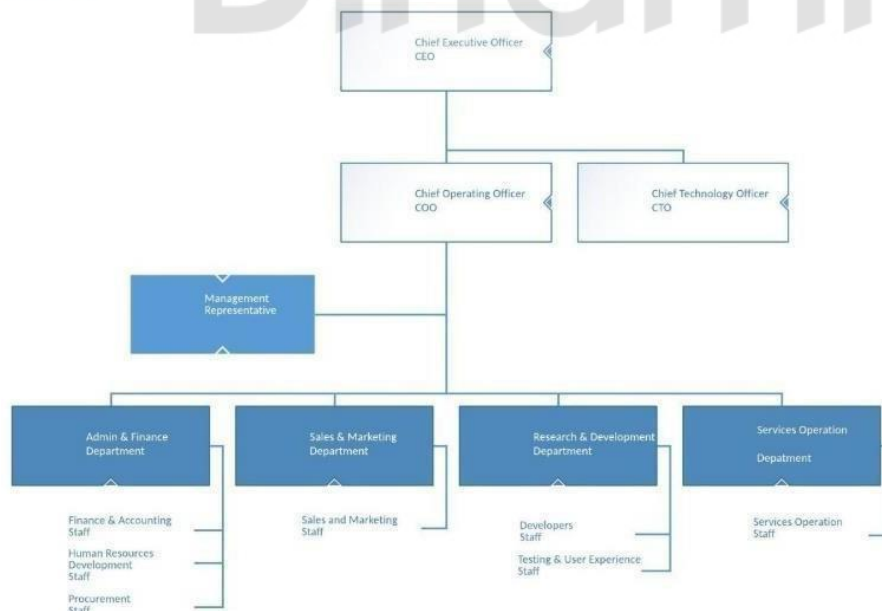 Chief Executive Officer
CEO
Chief Operating Officer
COO
Chief Technology Officer
CTO
Management
Representative
Admin & Finance
Department
Sales & Marketing
Department
Research & Development
Department
Services Operation
Depatment
Finance & Accounting
Staff
Human Resources
Development
Staff
Procurement
Staff
Sales and Marketing
Staff
Developers
Staff
Testing & User Experience
Staff
Services Operation
Staff